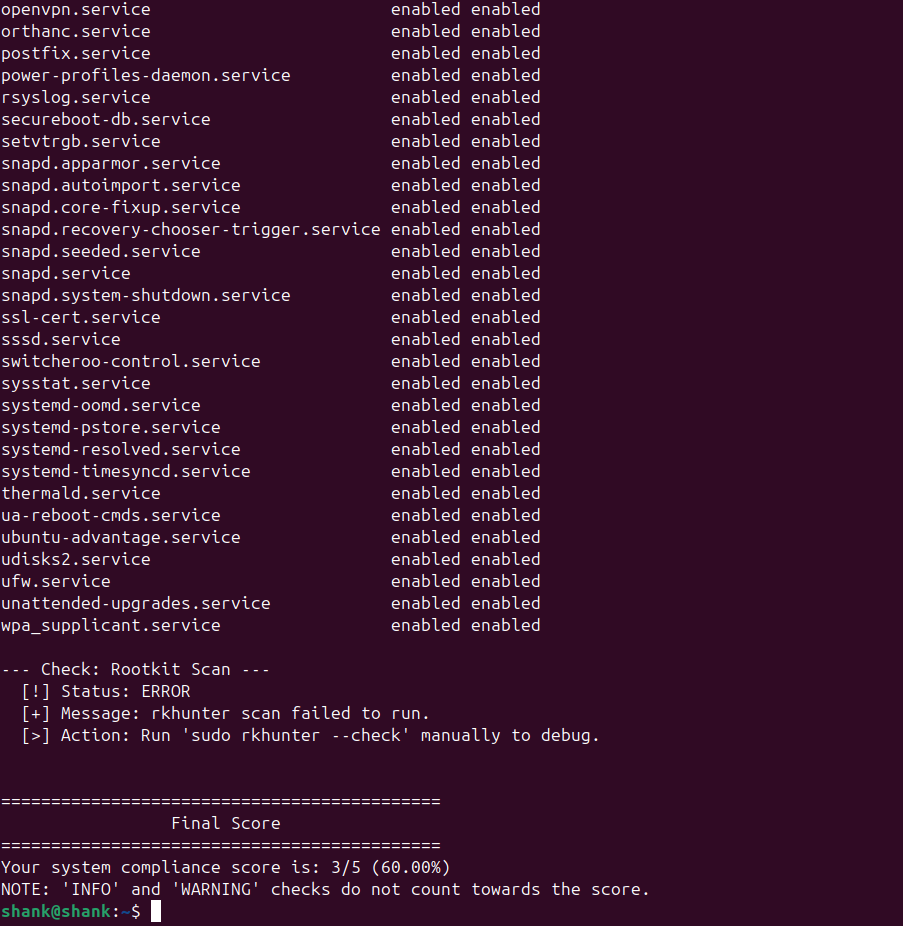 openvpn.service                        enabled enabled
orthanc.service                        enabled enabled
postfix.service                        enabled enabled
power-profiles-daemon.service          enabled enabled
rsyslog.service                        enabled enabled
secureboot-db.service                  enabled enabled
setvtrgb.service                       enabled enabled
snapd.apparmor.service                 enabled enabled
snapd.autoimport.service               enabled enabled
snapd.core-fixup.service               enabled enabled
snapd.recovery-chooser-trigger.service enabled enabled
snapd.seeded.service                   enabled enabled
snapd.service                          enabled enabled
snapd.system-shutdown.service          enabled enabled
ssl-cert.service                       enabled enabled
sssd.service                           enabled enabled
switcheroo-control.service             enabled enabled
sysstat.service                        enabled enabled
systemd-oomd.service                   enabled enabled
systemd-pstore.service                 enabled enabled
systemd-resolved.service               enabled enabled
systemd-timesyncd.service              enabled enabled
thermald.service                       enabled enabled
ua-reboot-cmds.service                 enabled enabled
ubuntu-advantage.service               enabled enabled
udisks2.service                        enabled enabled
ufw.service                            enabled enabled
unattended-upgrades.service            enabled enabled
wpa_supplicant.service                 enabled enabled
--- Check: Rootkit Scan ---
[!] Status: ERROR
[+] Message: rkhunter scan failed to run.
[>] Action: Run 'sudo rkhunter --check' manually to debug.
============================================
Final Score
============================================
Your system compliance score is: 3/5 (60.00%)
NOTE: 'INFO' and 'WARNING' checks do not count towards the score.
shank@shank:~$